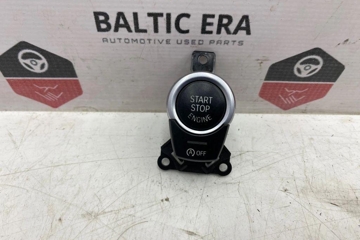 BALTIC ERA
AUTOMOTIVE USED PARTS
START
STOP
ENGINE
OFF